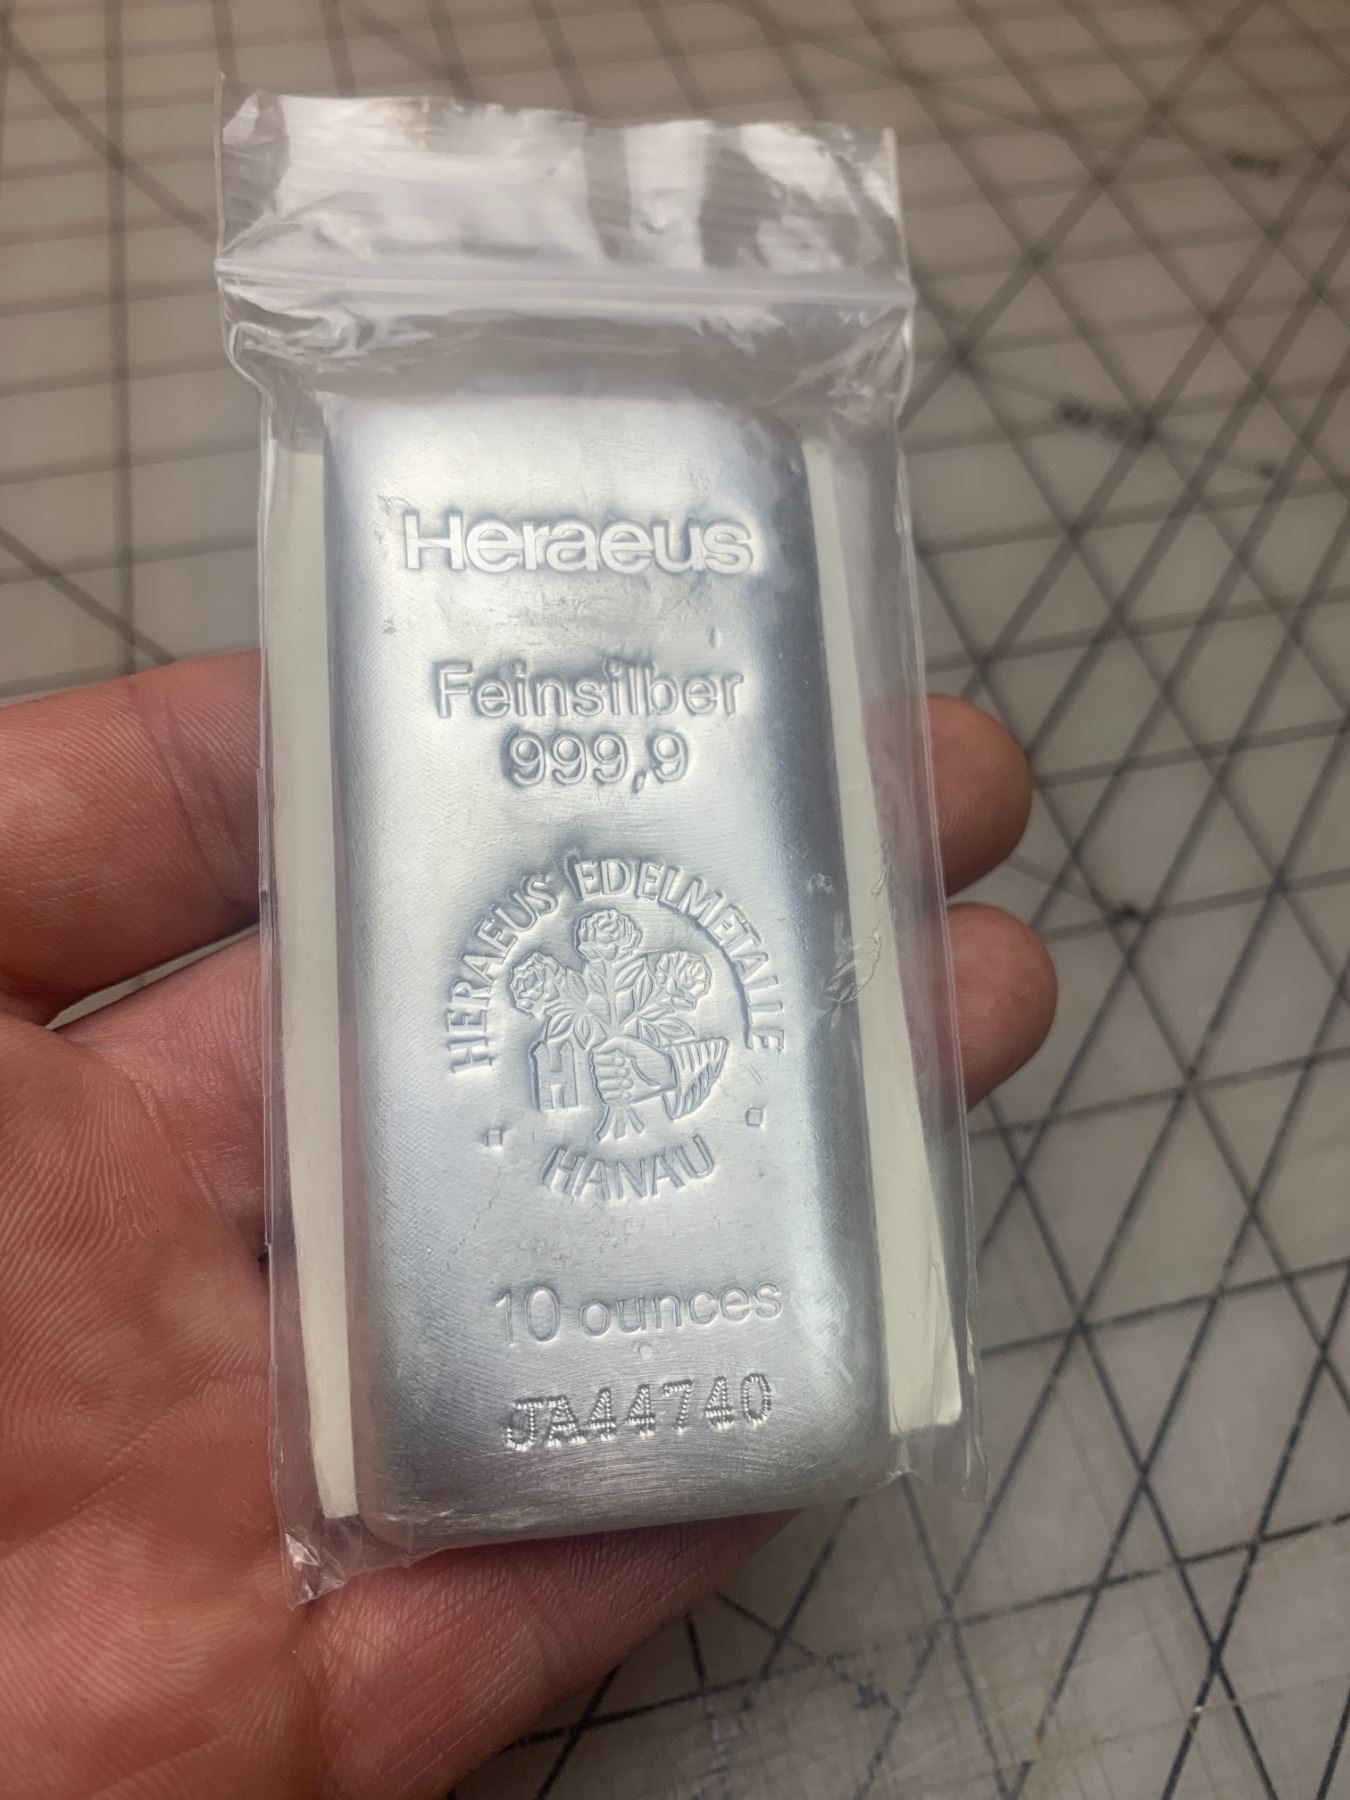 Heraeus
Feinsilber
999,9
HERAEUS EDELMETALLE
H
HANAU
10 ounces
JA44740